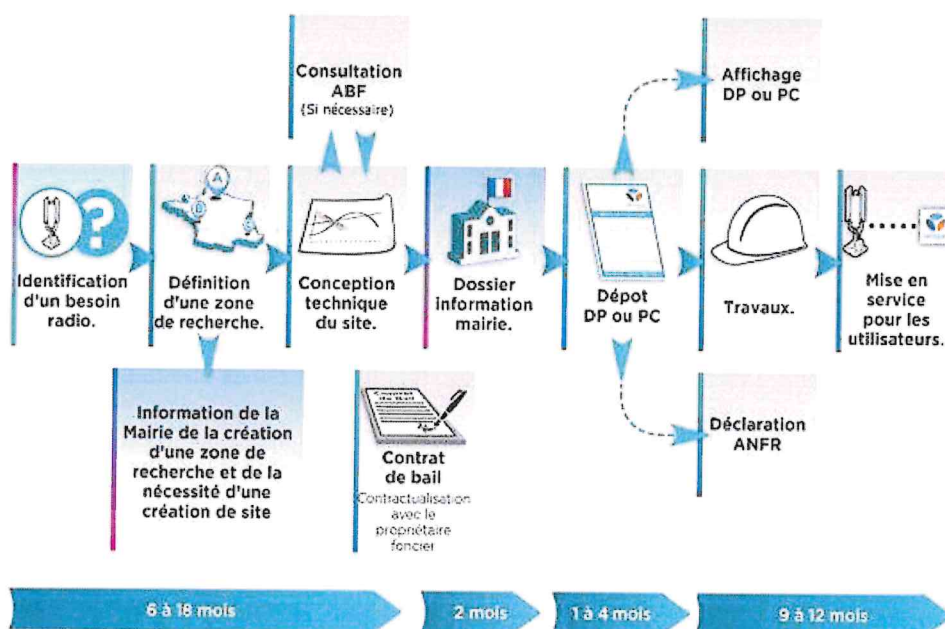 Consultation
ABF
(Si nécessaire)
Affichage
DP ou PC
A
Identification
d'un besoin
radio.
Définition
d'une zone
de recherche.
Conception
technique
du site.
Dossier
information
mairie.
Dépot
DP ou PC
Travaux.
Mise en
service
pour les
utilisateurs.
Information de la
Mairie de la création
d'une zone de
recherche et de la
nécessité d'une
création de site
Contrat
de Bail
Contrat
de bail
Contractualisation
avec le
propriétaire
foncier
Déclaration
ANFR
6 à 18 mois
2 mois
1 à 4 mois
9 à 12 mois